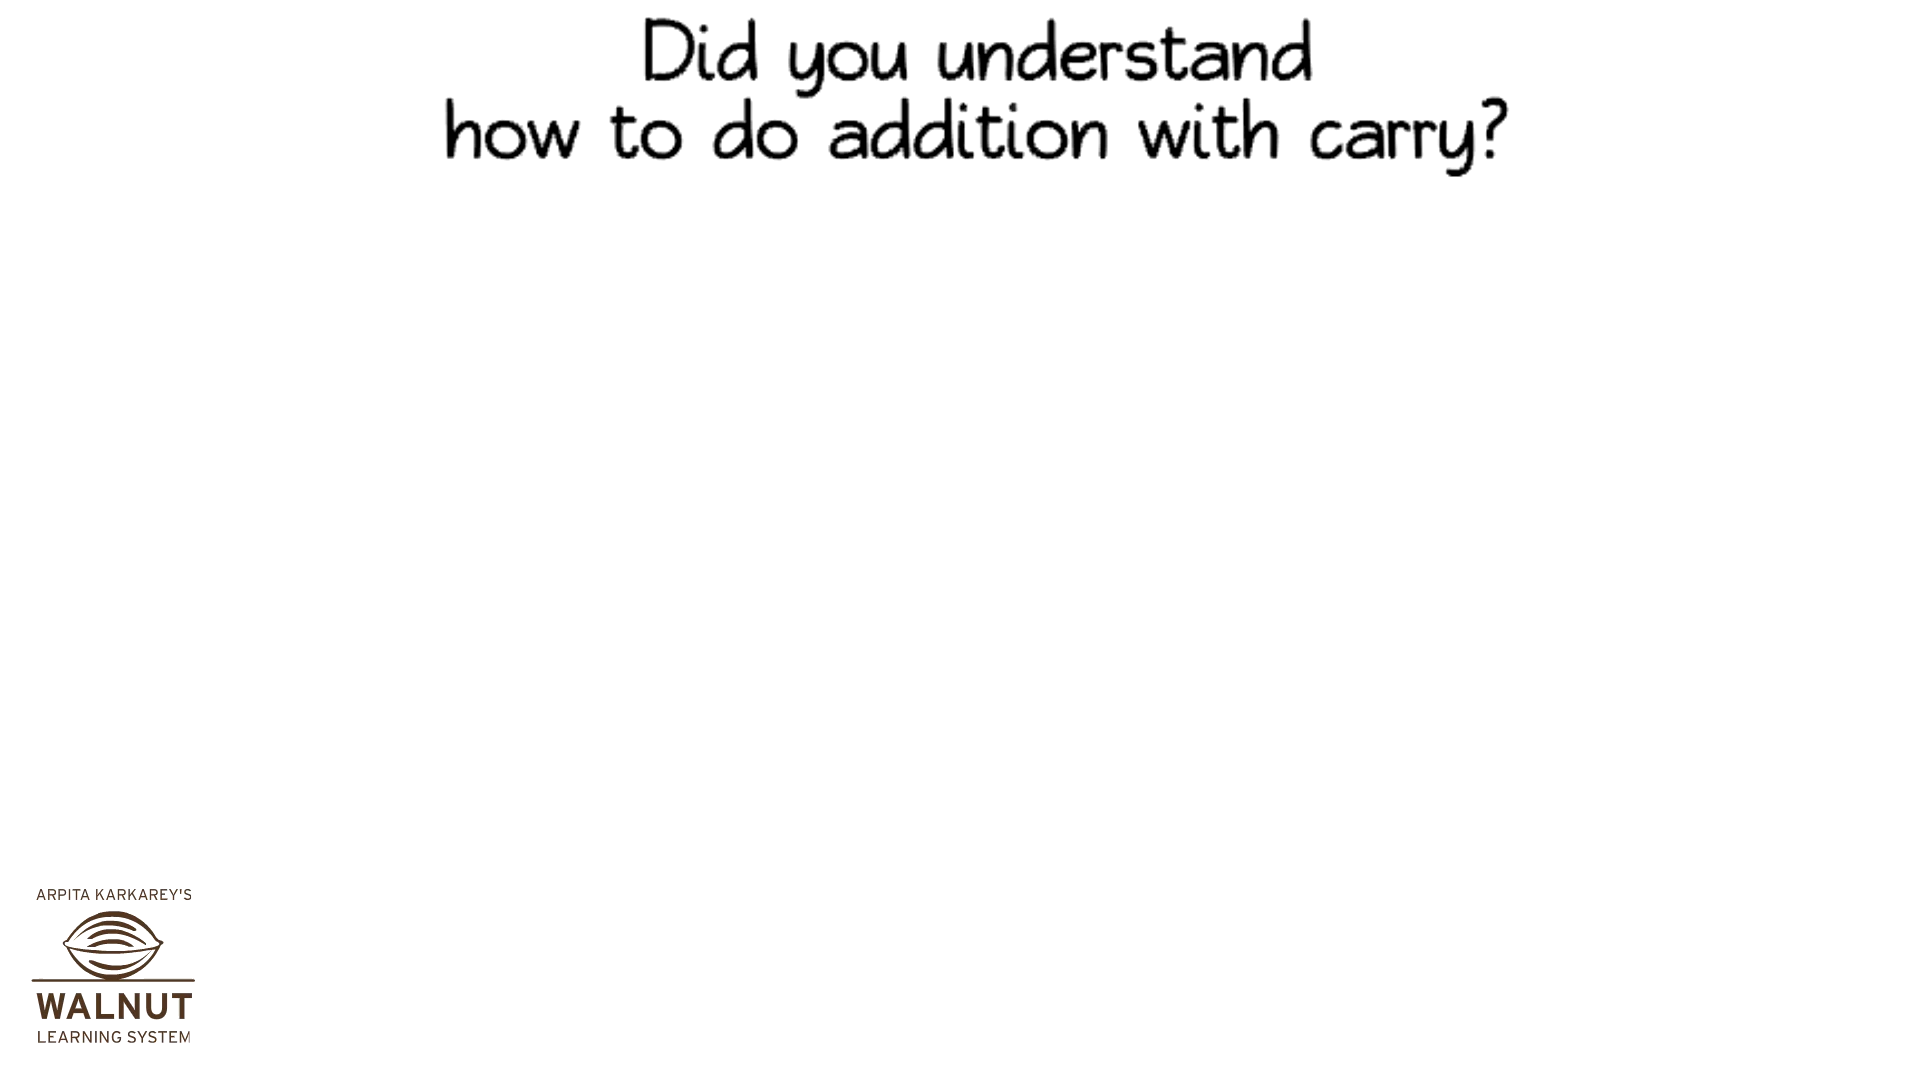 Did you understand
how to do addition with carry?
ARPITA KARKAREY'S
WALNUT
LEARNING SYSTEM